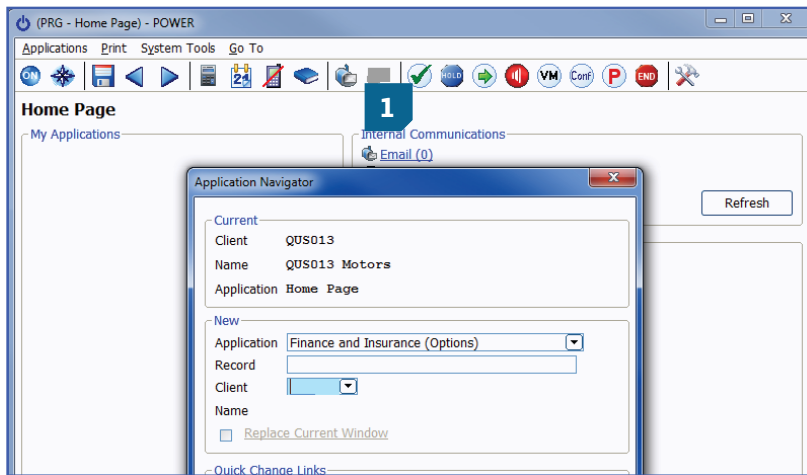 (PRG - Home Page) - POWER
Applications Print System Tools Go To
ON 24 HOLD VM Conf P END
Home Page
1
My Applications
Internal Communications
Email (0)
Application Navigator
Refresh
Current
Client QUS013
Name QUS013 Motors
Application Home Page
New
Application Finance and Insurance (Options)
Record
Client
Name
Replace Current Window
Quick Change Links